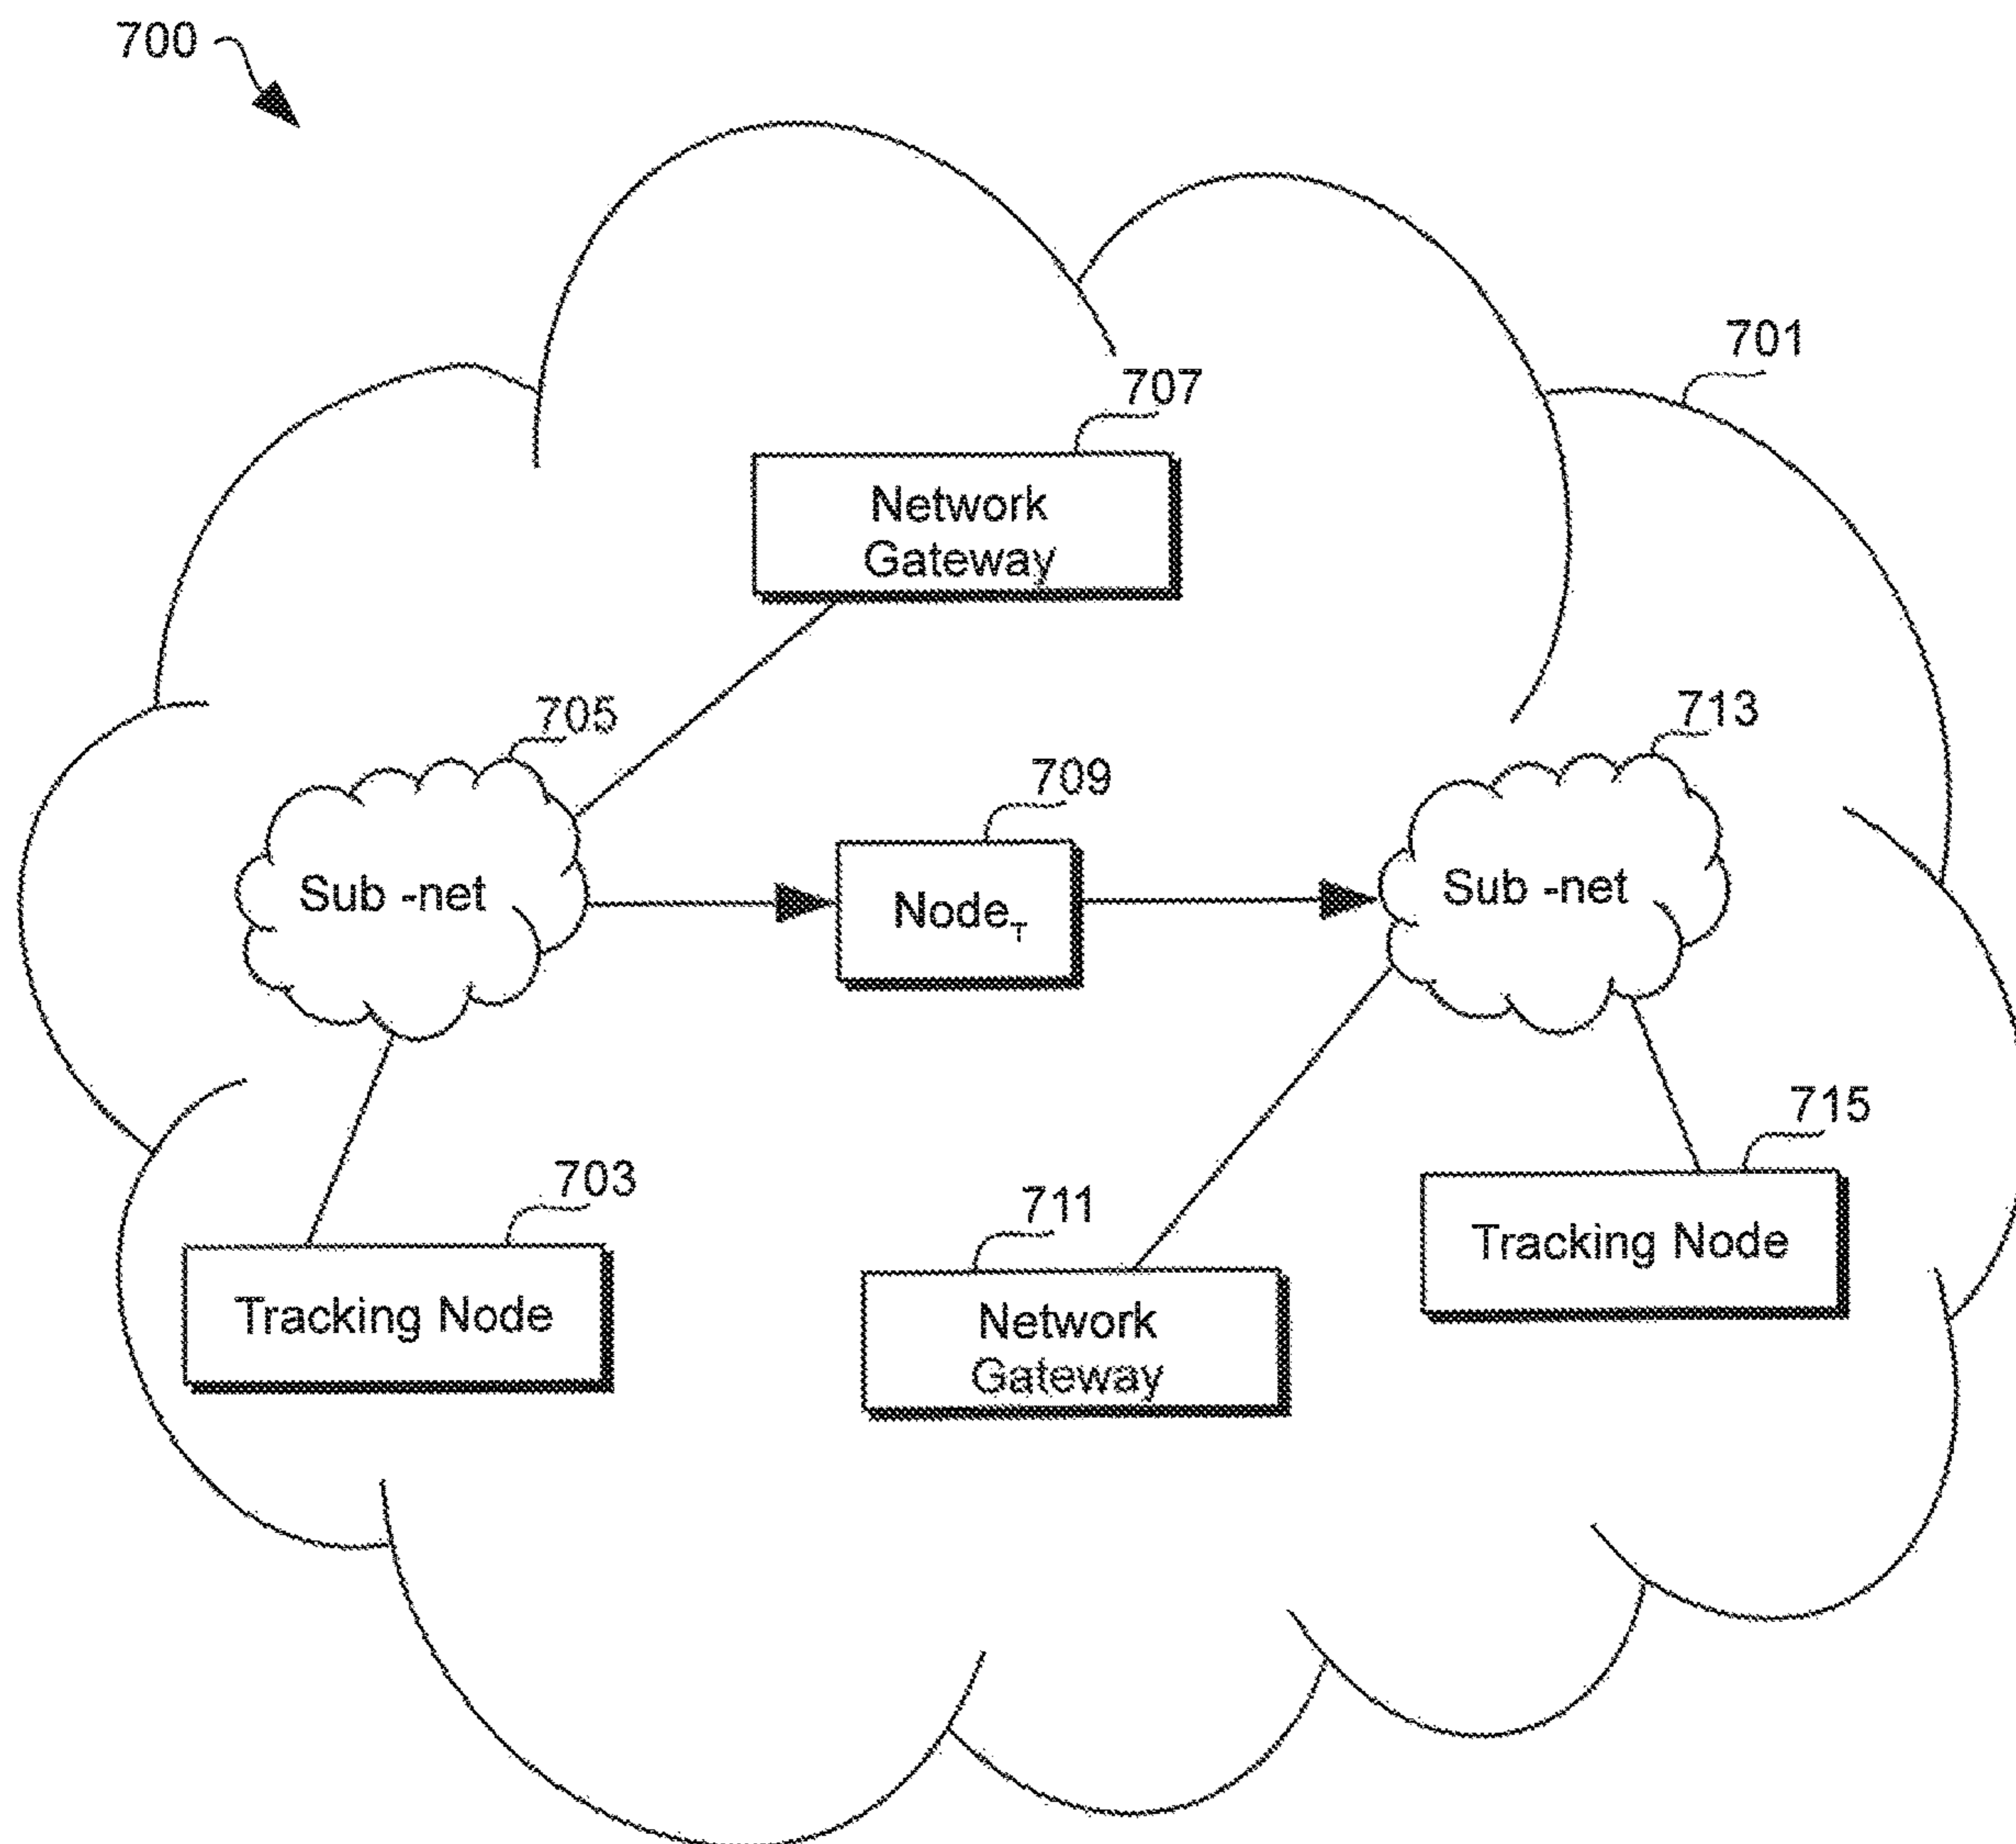 700
701
707
Network
Gateway
705
713
709
Sub -net
Node_T
Sub -net
715
703
711
Tracking Node
Tracking Node
Network
Gateway